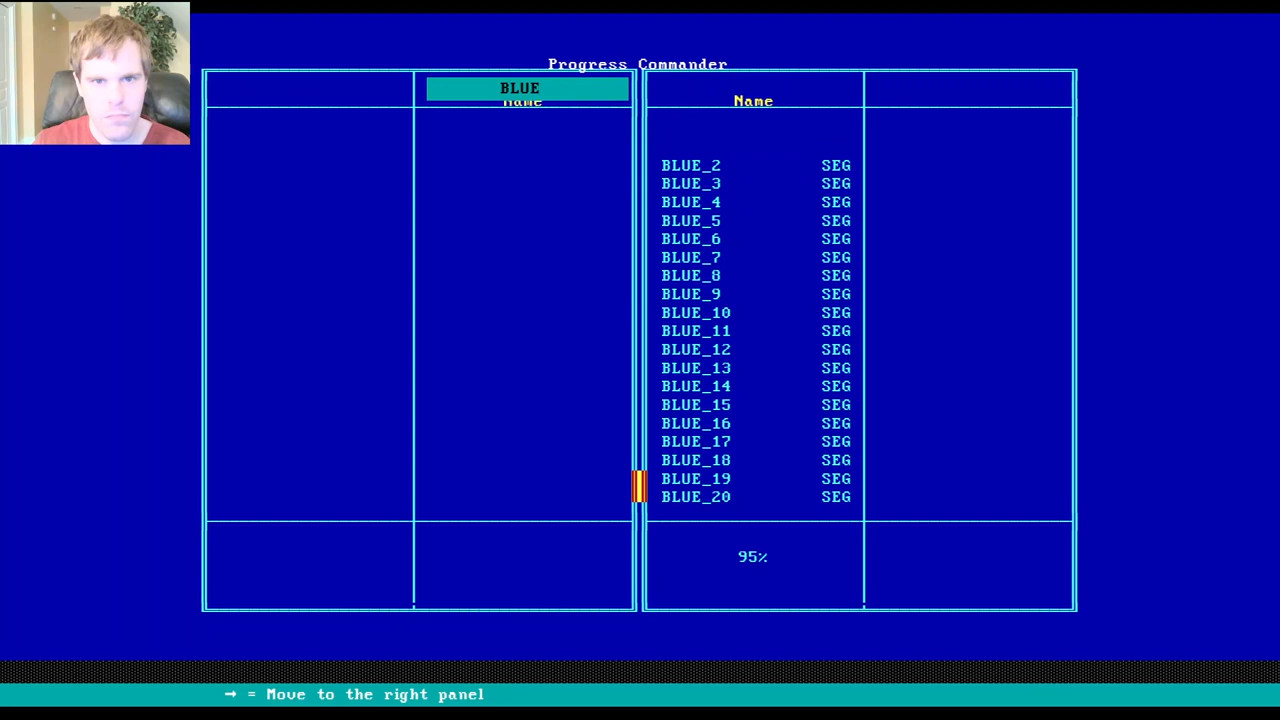 Progress Commander
BLUE
Name
Name
BLUE_2 SEG
BLUE_3 SEG
BLUE_4 SEG
BLUE_5 SEG
BLUE_6 SEG
BLUE_7 SEG
BLUE_8 SEG
BLUE_9 SEG
BLUE_10 SEG
BLUE_11 SEG
BLUE_12 SEG
BLUE_13 SEG
BLUE_14 SEG
BLUE_15 SEG
BLUE_16 SEG
BLUE_17 SEG
BLUE_18 SEG
BLUE_19 SEG
BLUE_20 SEG
95%
→ = Move to the right panel